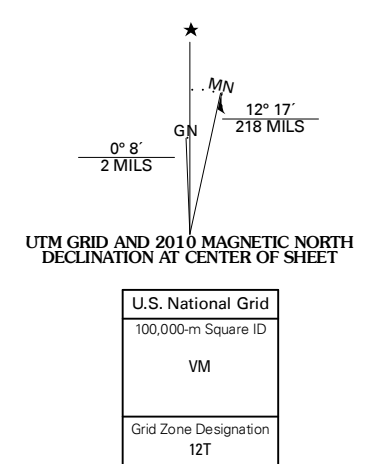 MN
12° 17´
218 MILS
GN
0° 8´
2 MILS
UTM GRID AND 2010 MAGNETIC NORTH
DECLINATION AT CENTER OF SHEET
U.S. National Grid
100,000-m Square ID
VM
Grid Zone Designation
12T